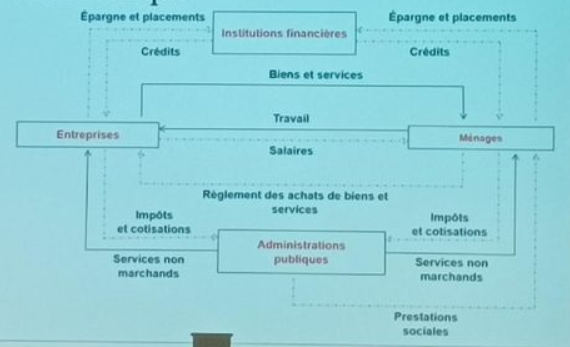 Épargne et placements
Institutions financières
Épargne et placements
Crédits
Crédits
Biens et services
Travail
Entreprises
Ménages
Salaires
Règlement des achats de biens et
services
Impôts
et cotisations
Impôts
et cotisations
Administrations
publiques
Services non
marchands
Services non
marchands
Prestations
sociales